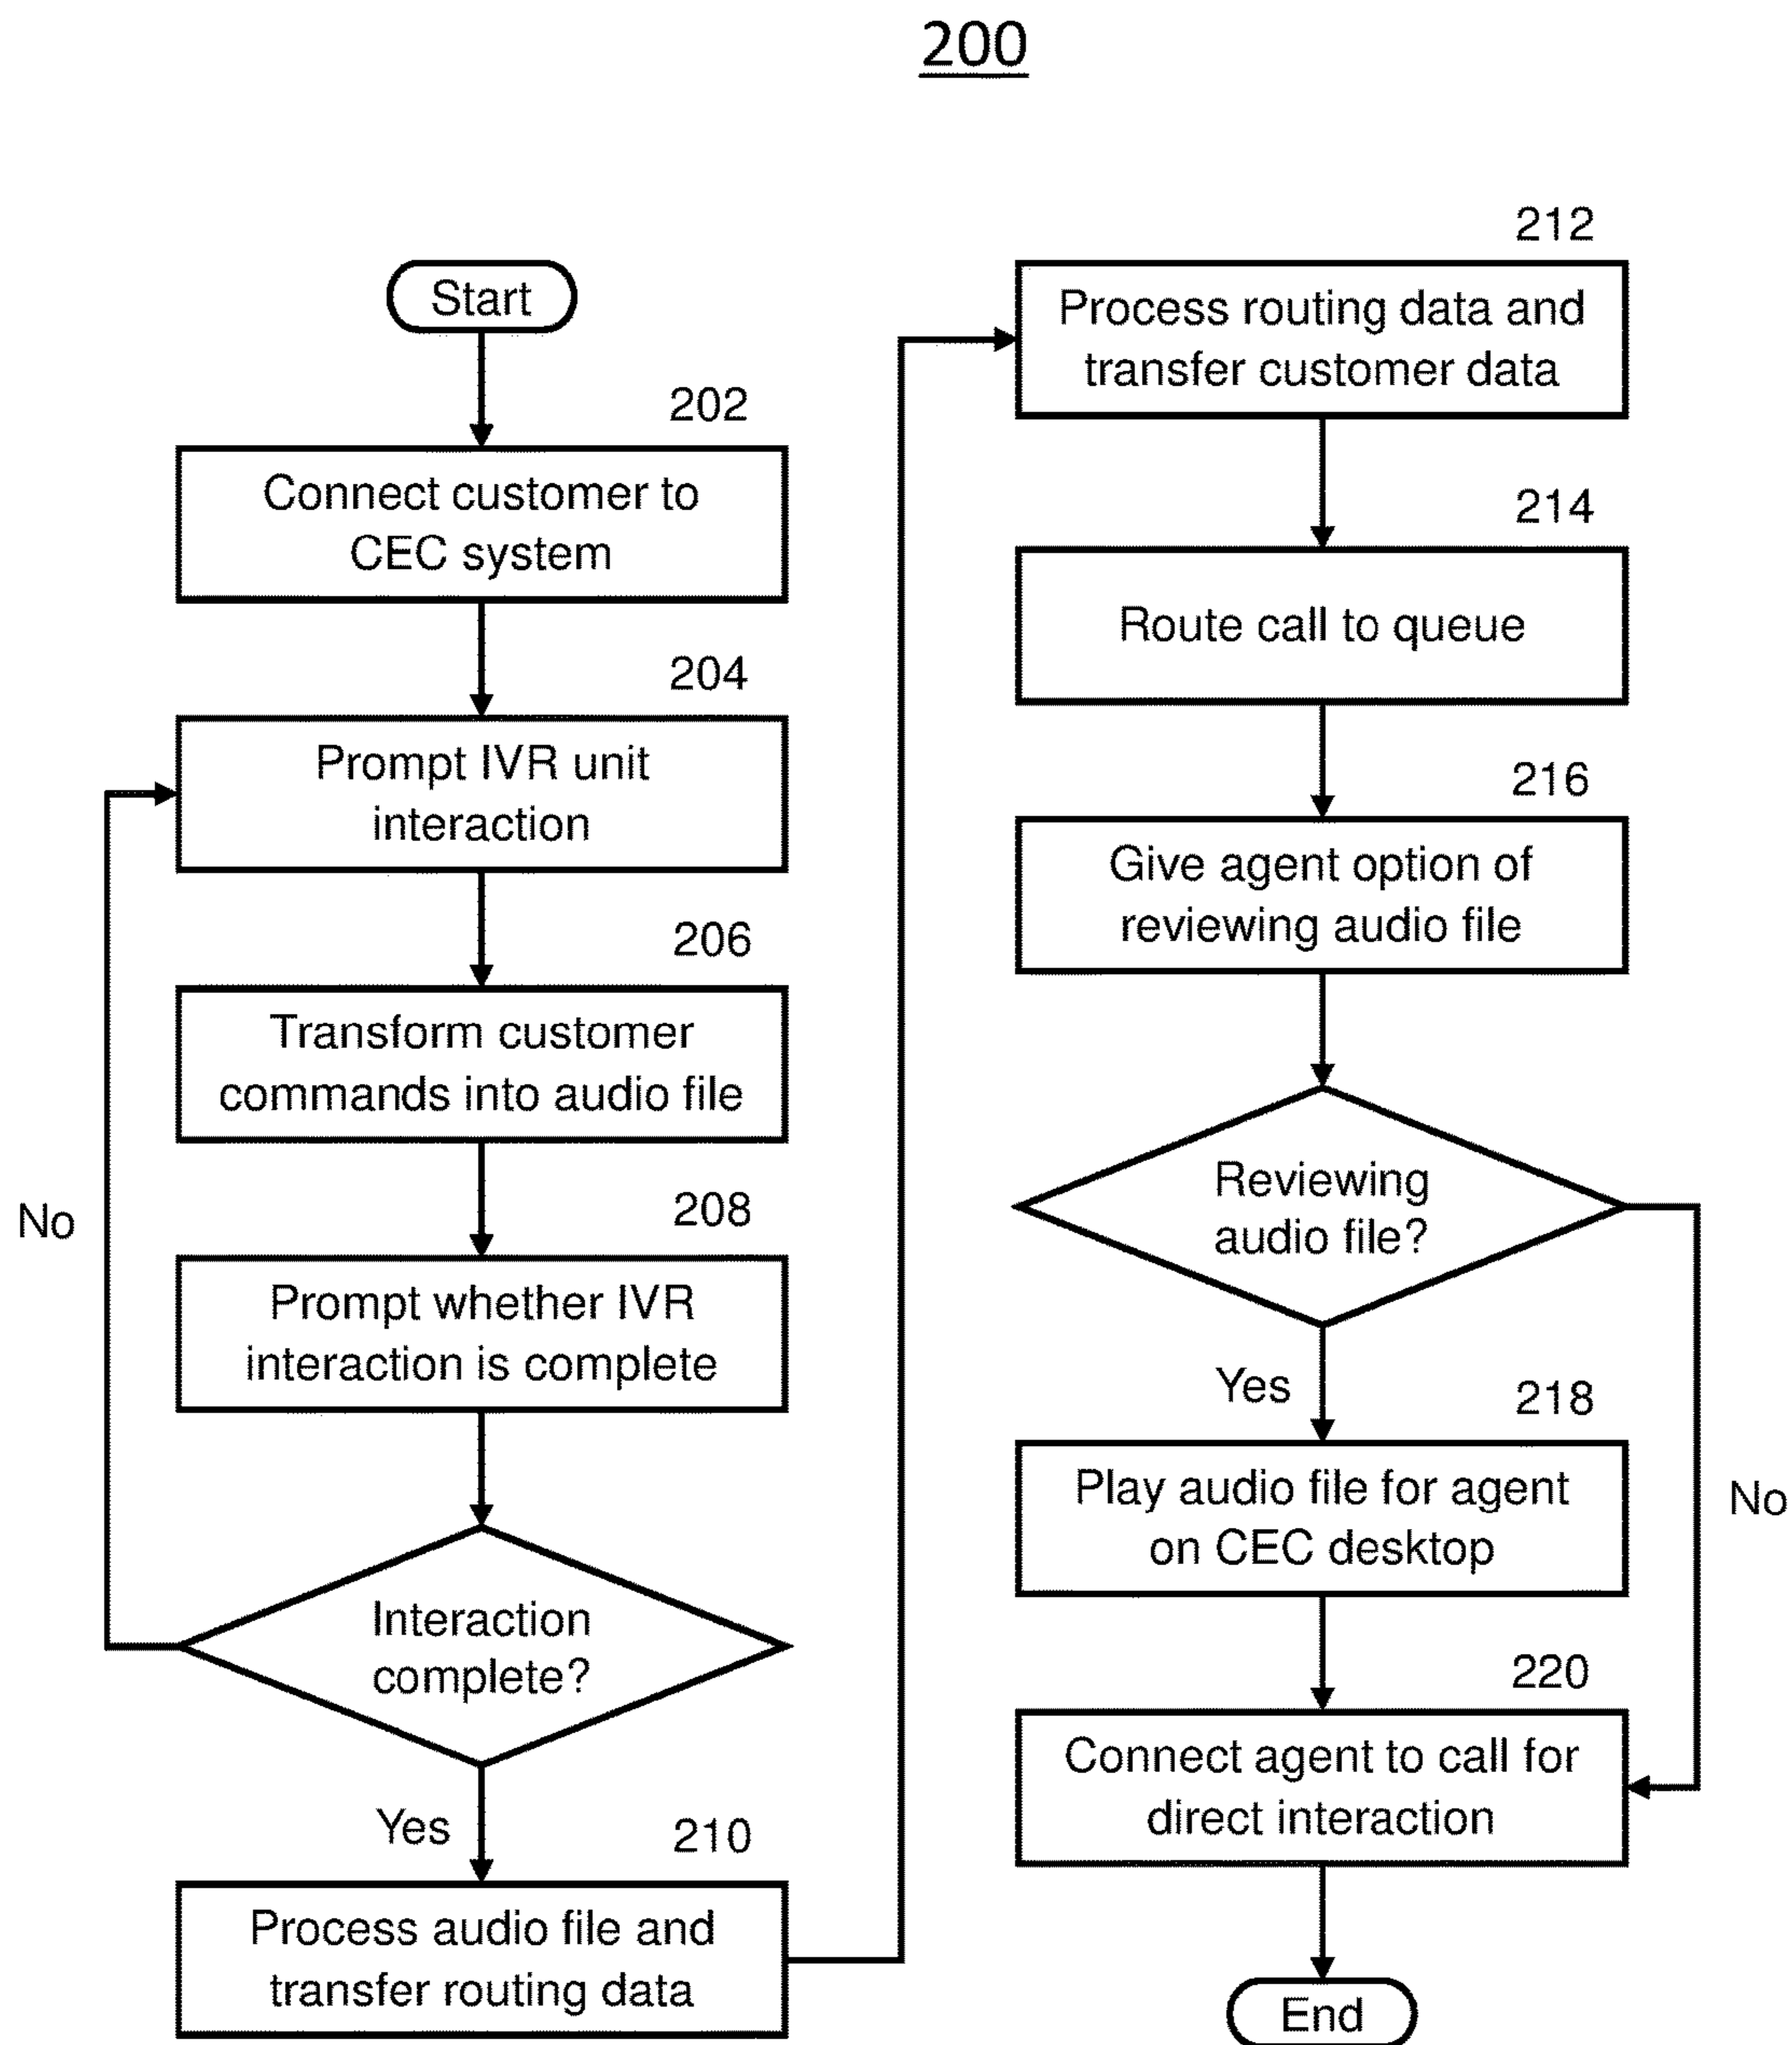 200
Start
202
Connect customer to
CEC system
204
Prompt IVR unit
interaction
206
Transform customer
commands into audio file
No
208
Prompt whether IVR
interaction is complete
Interaction
complete?
Yes
210
Process audio file and
transfer routing data
212
Process routing data and
transfer customer data
214
Route call to queue
216
Give agent option of
reviewing audio file
Reviewing
audio file?
Yes
218
Play audio file for agent
on CEC desktop
No
220
Connect agent to call for
direct interaction
End